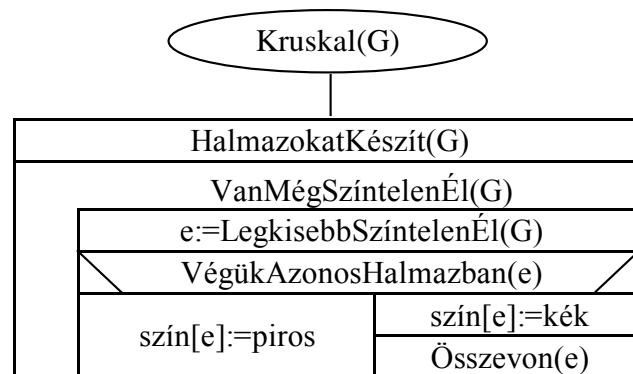 Kruskal(G)
HalmazokatKészít(G)
VanMégSzíntelenÉl(G)
e:=LegkisebbSzíntelenÉl(G)
VégükAzonosHalmazban(e)
szín[e]:=piros
szín[e]:=kék
Összevon(e)